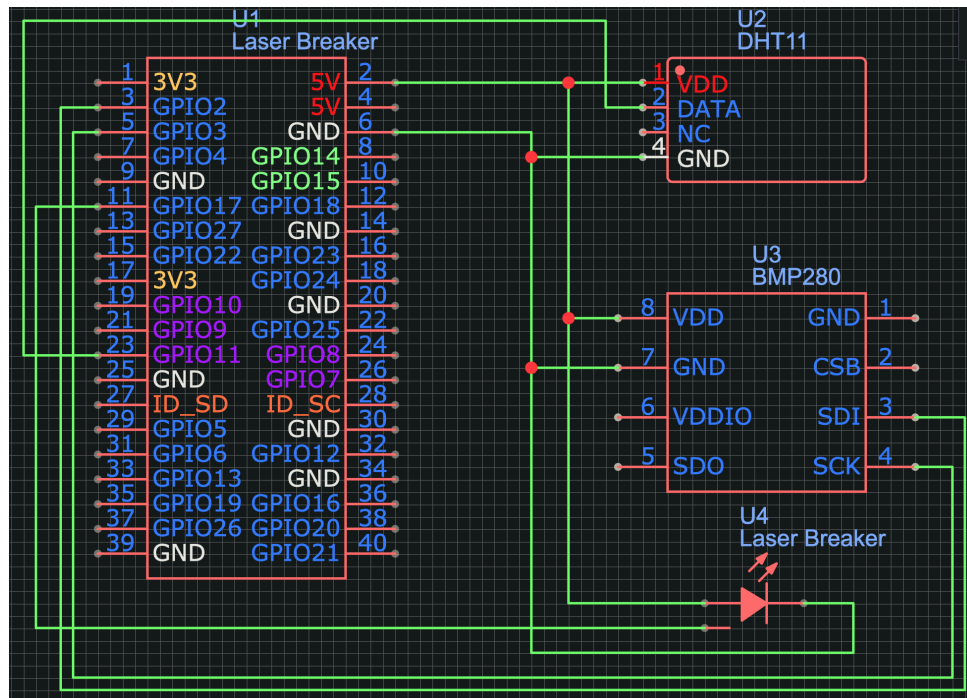 U1
Laser Breaker
1 3V3 5V 2
3 GPIO2 5V 4
5 GPIO3 GND 6
7 GPIO4 GPIO14 8
9 GND GPIO15 10
11 GPIO17 GPIO18 12
13 GPIO27 GND 14
15 GPIO22 GPIO23 16
17 3V3 GPIO24 18
19 GPIO10 GND 20
21 GPIO9 GPIO25 22
23 GPIO11 GPIO8 24
25 GND GPIO7 26
27 ID_SD ID_SC 28
29 GPIO5 GND 30
31 GPIO6 GPIO12 32
33 GPIO13 GND 34
35 GPIO19 GPIO16 36
37 GPIO26 GPIO20 38
39 GND GPIO21 40
U2
DHT11
1 VDD
2 DATA
3 NC
4 GND
U3
BMP280
8 VDD GND 1
7 GND CSB 2
6 VDDIO SDI 3
5 SDO SCK 4
U4
Laser Breaker